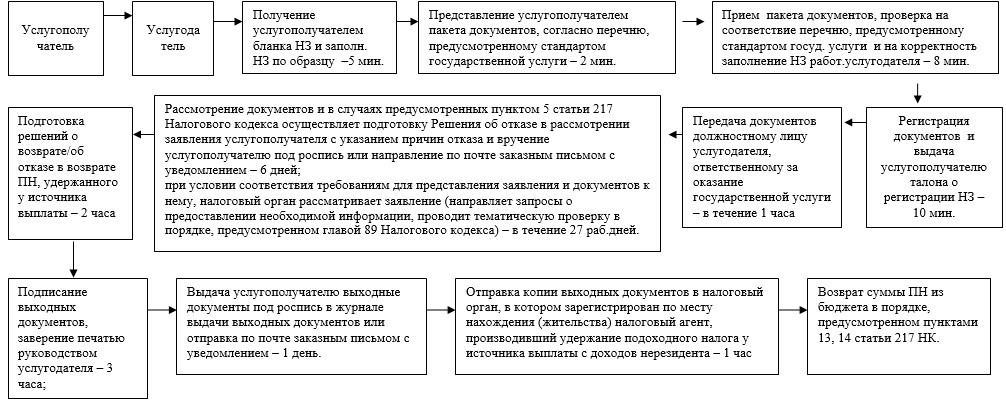 Услугополу
чатель
Услугода
тель
Получение
услугополучателем
бланка НЗ и заполн.
НЗ по образцу –5 мин.
Представление услугополучателем
пакета документов, согласно перечню,
предусмотренному стандартом
государственной услуги – 2 мин.
Прием пакета документов, проверка на
соответствие перечню, предусмотренному
стандартом госуд. услуги и на корректность
заполнение НЗ работ.услугодателя – 8 мин.
Регистрация
документов и
выдача
услугополучателю
талона о
регистрации НЗ –
10 мин.
Передача документов
должностному лицу
услугодателя,
ответственному за
оказание
государственной услуги
– в течение 1 часа
Рассмотрение документов и в случаях предусмотренных пунктом 5 статьи 217
Налогового кодекса осуществляет подготовку Решения об отказе в рассмотрении
заявления услугополучателя с указанием причин отказа и вручение
услугополучателю под роспись или направление по почте заказным письмом с
уведомлением – 6 дней;
при условии соответствия требованиям для представления заявления и документов к
нему, налоговый орган рассматривает заявление (направляет запросы о
предоставлении необходимой информации, проводит тематическую проверку в
порядке, предусмотренном главой 89 Налогового кодекса) – в течение 27 раб.дней.
Подготовка
решений о
возврате/об
отказе в возврате
ПН, удержанного
у источника
выплаты – 2 часа
Подписание
выходных
документов,
заверение печатью
руководством
услугодателя – 3
часа;
Выдача услугополучателю выходные
документы под роспись в журнале
выдачи выходных документов или
отправка по почте заказным письмом с
уведомлением – 1 день.
Отправка копии выходных документов в налоговый
орган, в котором зарегистрирован по месту
нахождения (жительства) налоговый агент,
производивший удержание подоходного налога у
источника выплаты с доходов нерезидента – 1 час
Возврат суммы ПН из
бюджета в порядке,
предусмотренном пунктами
13, 14 статьи 217 НК.